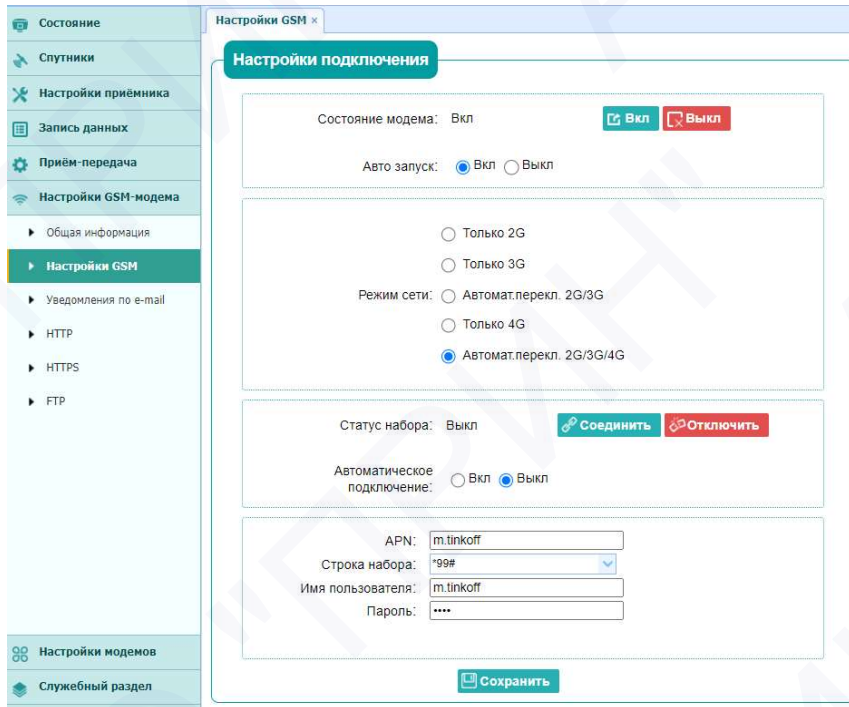 Состояние
Спутники
Настройки приёмника
Запись данных
Приём-передача
Настройки GSM-модема
Общая информация
Настройки GSM
Уведомления по e-mail
HTTP
HTTPS
FTP
Настройки модемов
Служебный раздел
Настройки GSM ×
Настройки подключения
Состояние модема: Вкл Вкл Выкл
Авто запуск: Вкл Выкл
Только 2G
Только 3G
Режим сети: Автомат.перекл. 2G/3G
Только 4G
Автомат.перекл. 2G/3G/4G
Статус набора: Выкл Соединить Отключить
Автоматическое
подключение: Вкл Выкл
APN: m.tinkoff
Строка набора: *99#
Имя пользователя: m.tinkoff
Пароль: ••••
Сохранить
"ПРИН"